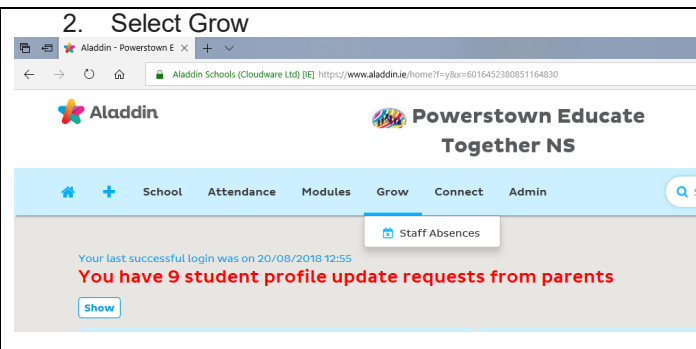 2. Select Grow
Aladdin - Powerstown E
Aladdin Schools (Cloudware Ltd) [IE] https://www.aladdin.ie/home?f=y&x=6016452380851164830
Aladdin
Powerstown Educate
Together NS
School Attendance Modules Grow Connect Admin
Staff Absences
Your last successful login was on 20/08/2018 12:55
You have 9 student profile update requests from parents
Show